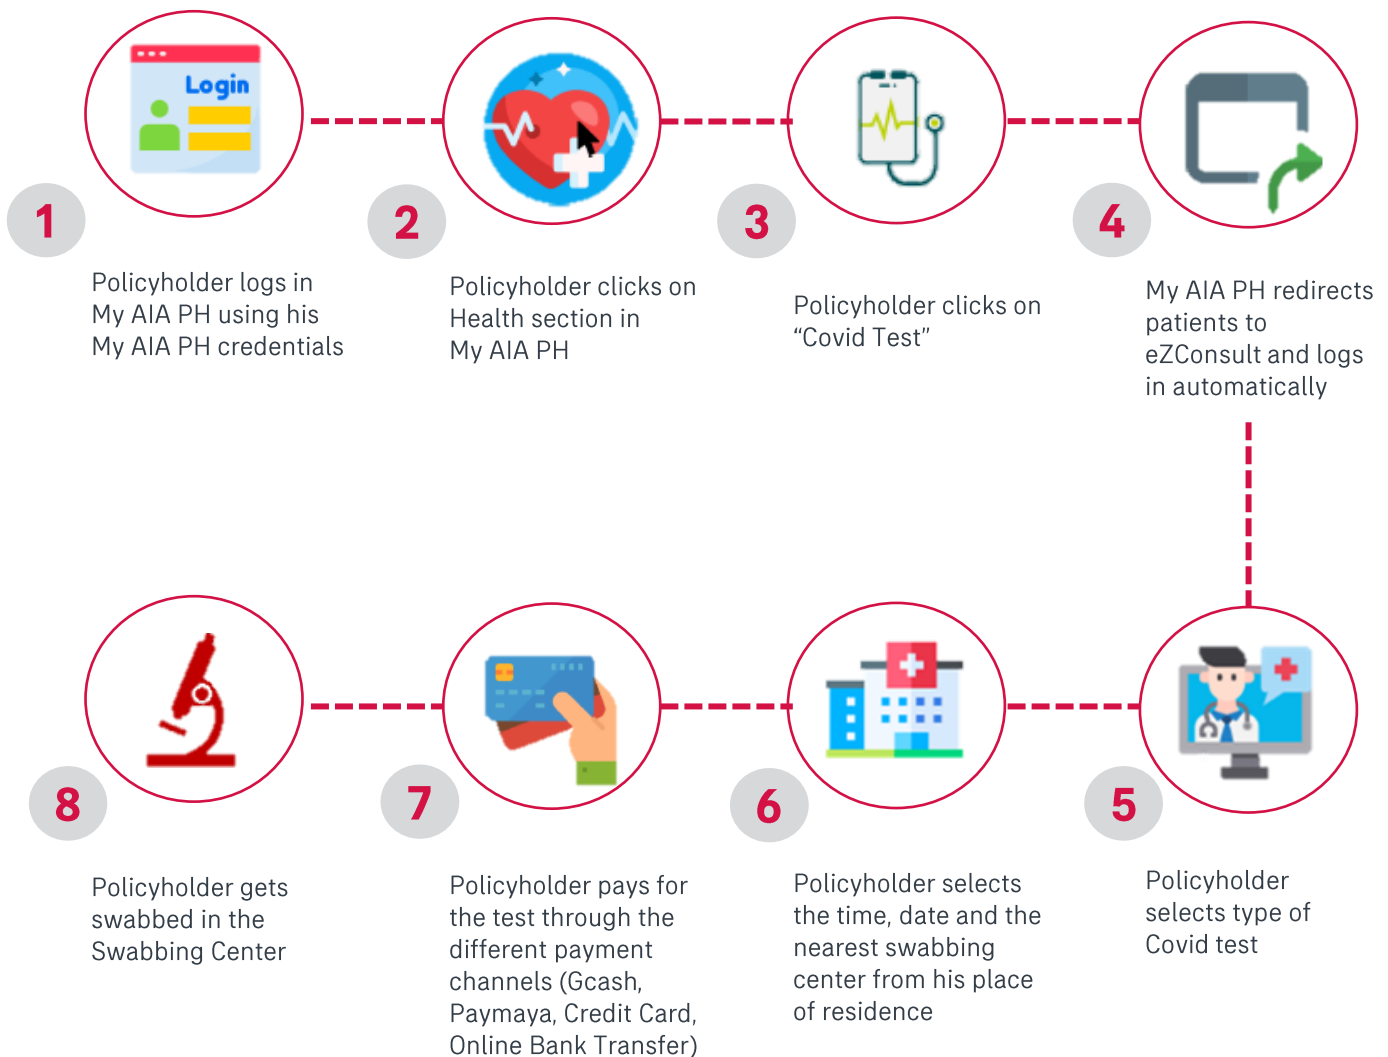 Login
1
Policyholder logs in
My AIA PH using his
My AIA PH credentials
2
Policyholder clicks on
Health section in
My AIA PH
3
Policyholder clicks on
“Covid Test”
4
My AIA PH redirects
patients to
eZConsult and logs
in automatically
5
Policyholder
selects type of
Covid test
6
Policyholder selects
the time, date and the
nearest swabbing
center from his place
of residence
7
Policyholder pays for
the test through the
different payment
channels (Gcash,
Paymaya, Credit Card,
Online Bank Transfer)
8
Policyholder gets
swabbed in the
Swabbing Center